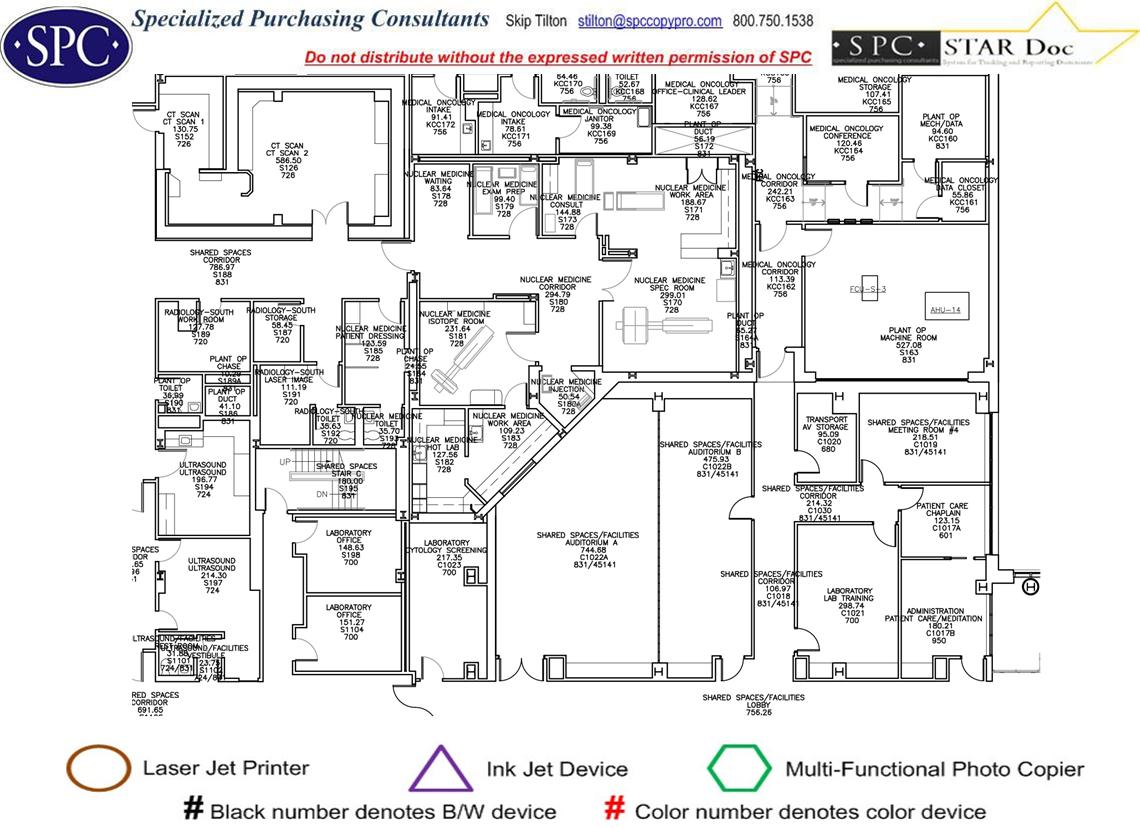 SPC
Specialized Purchasing Consultants Skip Tilton stilton@spccopypro.com 800.750.1538
Do not distribute without the expressed written permission of SPC
SPC
specialized purchasing consultants
STAR Doc
System for Tracking and Reporting Documents
CT SCAN
CT SCAN 1
130.75
S152
726
CT SCAN
CT SCAN 2
586.50
S126
728
MEDICAL ONCOLOGY
INTAKE
91.41
KCC172
756
MEDICAL ONCOLOGY
INTAKE
78.61
KCC171
756
64.46
KCC170
756
TOILET
52.67
KCC168
756
MEDICAL ONCOLOGY
JANITOR
99.38
KCC169
756
MEDICAL ONCOLOGY
OFFICE-CLINICAL LEADER
128.62
KCC167
756
PLANT OP
DUCT
56.19
S172
831
756
MEDICAL ONCOLOGY
STORAGE
107.41
KCC165
756
MEDICAL ONCOLOGY
CONFERENCE
120.46
KCC164
756
PLANT OP
MECH/DATA
94.60
KCC160
831
MEDICAL ONCOLOGY
DATA CLOSET
55.86
KCC161
756
MEDICAL ONCOLOGY
CORRIDOR
242.21
KCC163
756
NUCLEAR MEDICINE
WAITING
83.64
S178
728
NUCLEAR MEDICINE
EXAM PREP
99.40
S179
728
NUCLEAR MEDICINE
CONSULT
144.88
S173
728
NUCLEAR MEDICINE
WORK AREA
188.67
S171
728
SHARED SPACES
CORRIDOR
786.97
S188
831
NUCLEAR MEDICINE
CORRIDOR
294.79
S180
728
NUCLEAR MEDICINE
SPEC ROOM
299.01
S170
728
MEDICAL ONCOLOGY
CORRIDOR
113.39
KCC162
756
FCU-S-3
AHU-14
PLANT OP
MACHINE ROOM
527.08
S163
831
RADIOLOGY-SOUTH
WORK ROOM
127.78
S189
720
RADIOLOGY-SOUTH
STORAGE
58.45
S187
720
NUCLEAR MEDICINE
PATIENT DRESSING
123.59
S185
728
NUCLEAR MEDICINE
ISOTOPE ROOM
231.64
S181
728
PLANT OP
DUCT
65.27
S164A
831
PLANT OP
CHASE
S189A
831
PLANT OP
CHASE
24.55
S184
831
PLANT OP
TOILET
36.99
S190
831
PLANT OP
DUCT
41.10
S186
831
RADIOLOGY-SOUTH
LASER IMAGE
111.19
S191
720
RADIOLOGY-SOUTH
TOILET
S192
720
NUCLEAR MEDICINE
TOILET
35.70
S193
NUCLEAR MEDICINE
INJECTION
50.54
S180A
728
NUCLEAR MEDICINE
HOT LAB
127.56
S182
728
NUCLEAR MEDICINE
WORK AREA
109.23
S183
728
ULTRASOUND
ULTRASOUND
196.77
S194
724
UP
DN
SHARED SPACES
STAIR C
180.00
S195
831
SHARED SPACES/FACILITIES
AUDITORIUM B
475.93
C1022B
831/45141
TRANSPORT
AV STORAGE
95.09
C1020
680
SHARED SPACES/FACILITIES
MEETING ROOM #4
218.51
C1019
831/45141
SHARED SPACES/FACILITIES
CORRIDOR
214.32
C1030
831/45141
PATIENT CARE
CHAPLAIN
123.15
C1017A
601
LABORATORY
OFFICE
148.63
S198
700
LABORATORY
CYTOLOGY SCREENING
217.35
C1023
700
SHARED SPACES/FACILITIES
AUDITORIUM A
744.68
C1022A
831/45141
ULTRASOUND
ULTRASOUND
214.30
S197
724
SHARED SPACES/FACILITIES
CORRIDOR
106.97
C1018
831/45141
LABORATORY
LAB TRAINING
298.74
C1021
700
ADMINISTRATION
PATIENT CARE/MEDITATION
180.21
C1017B
950
LABORATORY
OFFICE
151.27
S1104
700
S1101
724/831
VESTIBULE
23.75
CORRIDOR
691.65
SHARED SPACES/FACILITIES
LOBBY
756.26
Laser Jet Printer
Ink Jet Device
Multi-Functional Photo Copier
# Black number denotes B/W device
# Color number denotes color device